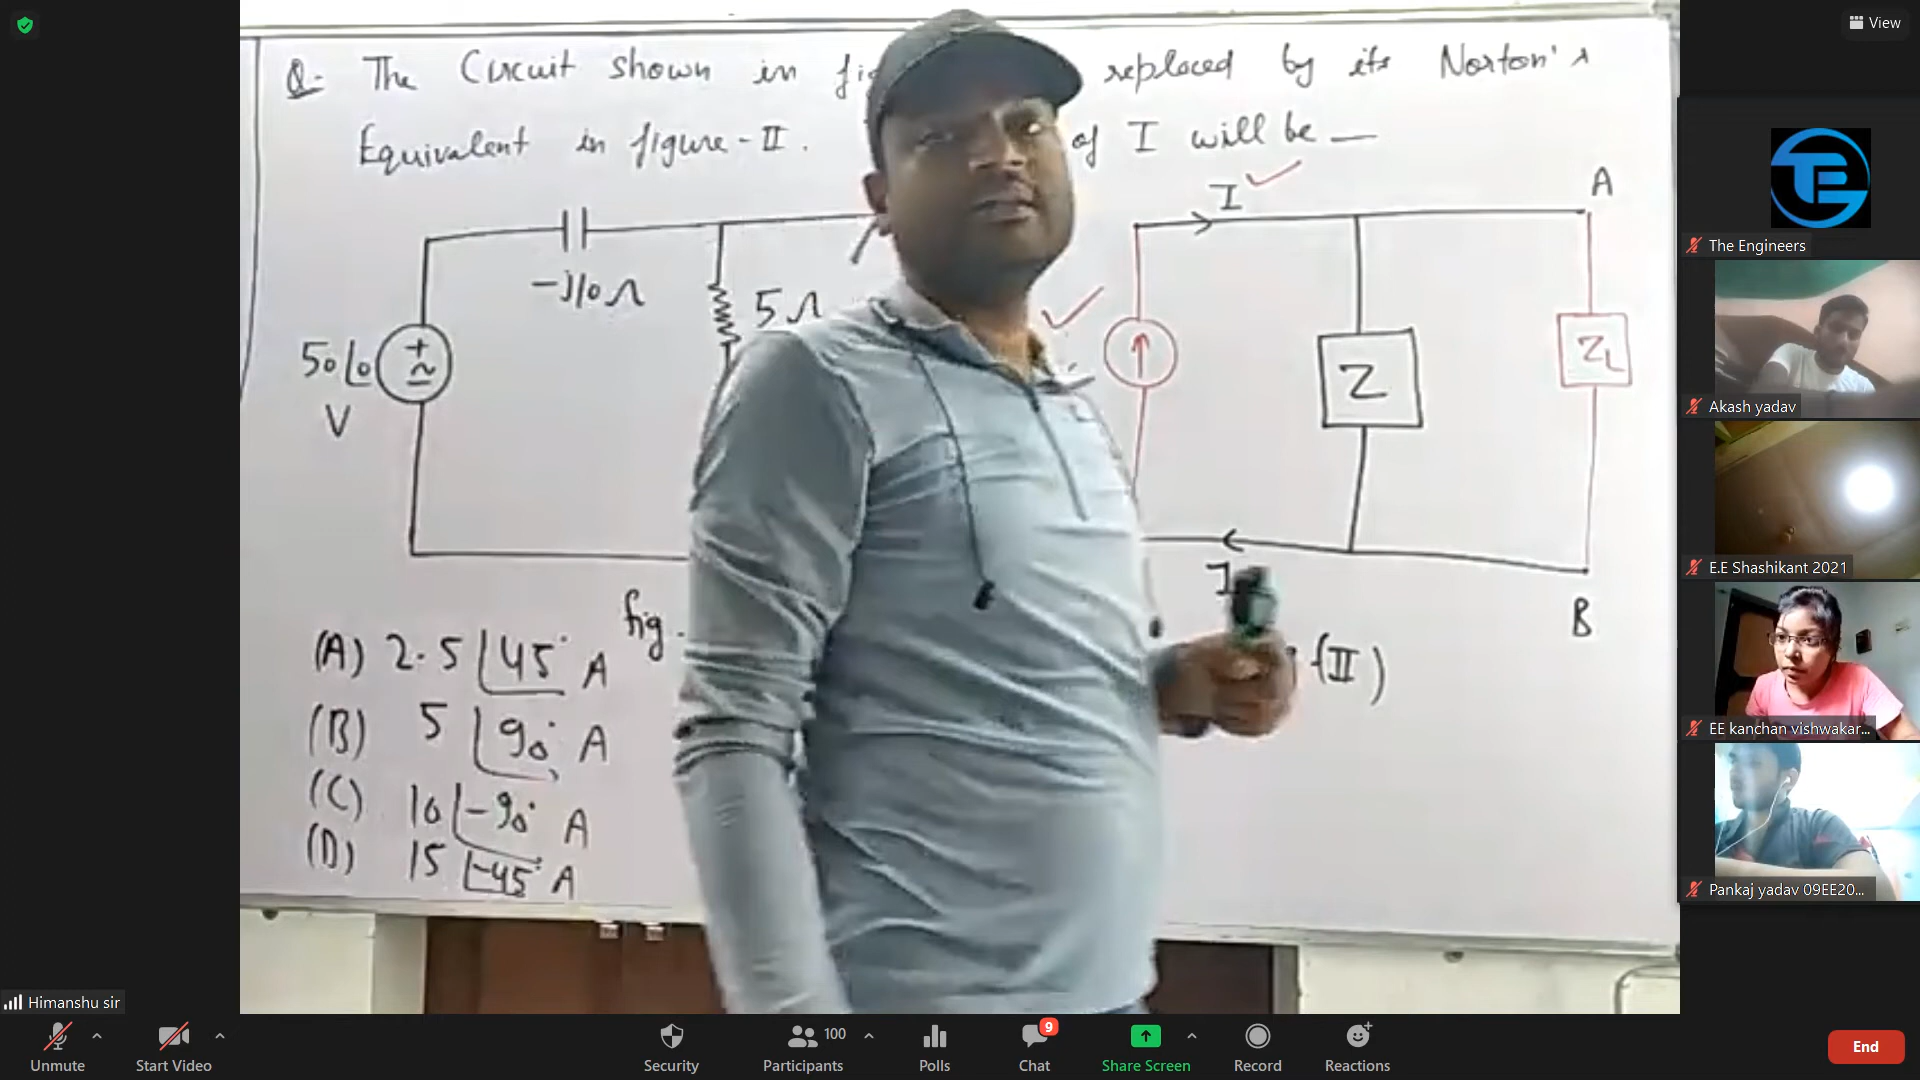 View
Q- The Circuit shown in fi replaced by its Norton's
Equivalent in figure-II. of I will be —
I
A
-J10Ω
5Ω
50∠0
V
+
~
Z
ZL
I
B
fig.
(II)
(A) 2.5∠45° A
(B) 5∠90° A
(C) 10∠-90° A
(D) 15∠-45° A
The Engineers
Akash yadav
E.E Shashikant 2021
EE kanchan vishwakar...
Pankaj yadav 09EE20...
Himanshu sir
Unmute
Start Video
Security
Participants
100
Polls
Chat
9
Share Screen
Record
Reactions
End